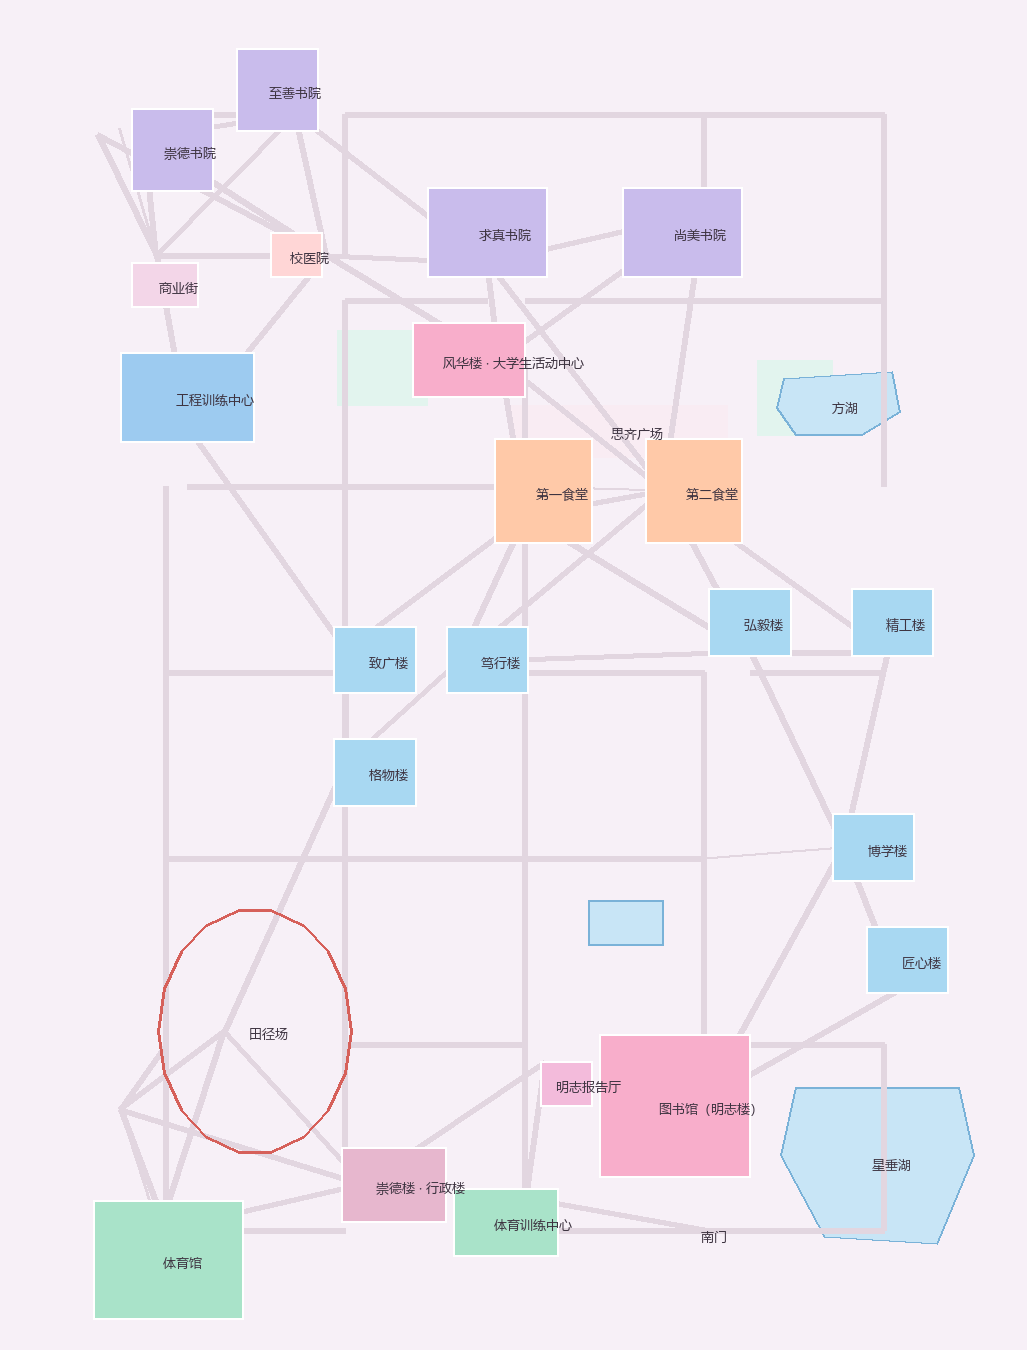 至善书院
崇德书院
求真书院
尚美书院
校医院
商业街
风华楼 · 大学生活动中心
工程训练中心
方湖
思齐广场
第一食堂
第二食堂
弘毅楼
精工楼
致广楼
笃行楼
格物楼
博学楼
匠心楼
田径场
明志报告厅
图书馆（明志楼）
星垂湖
崇德楼 · 行政楼
体育训练中心
南门
体育馆